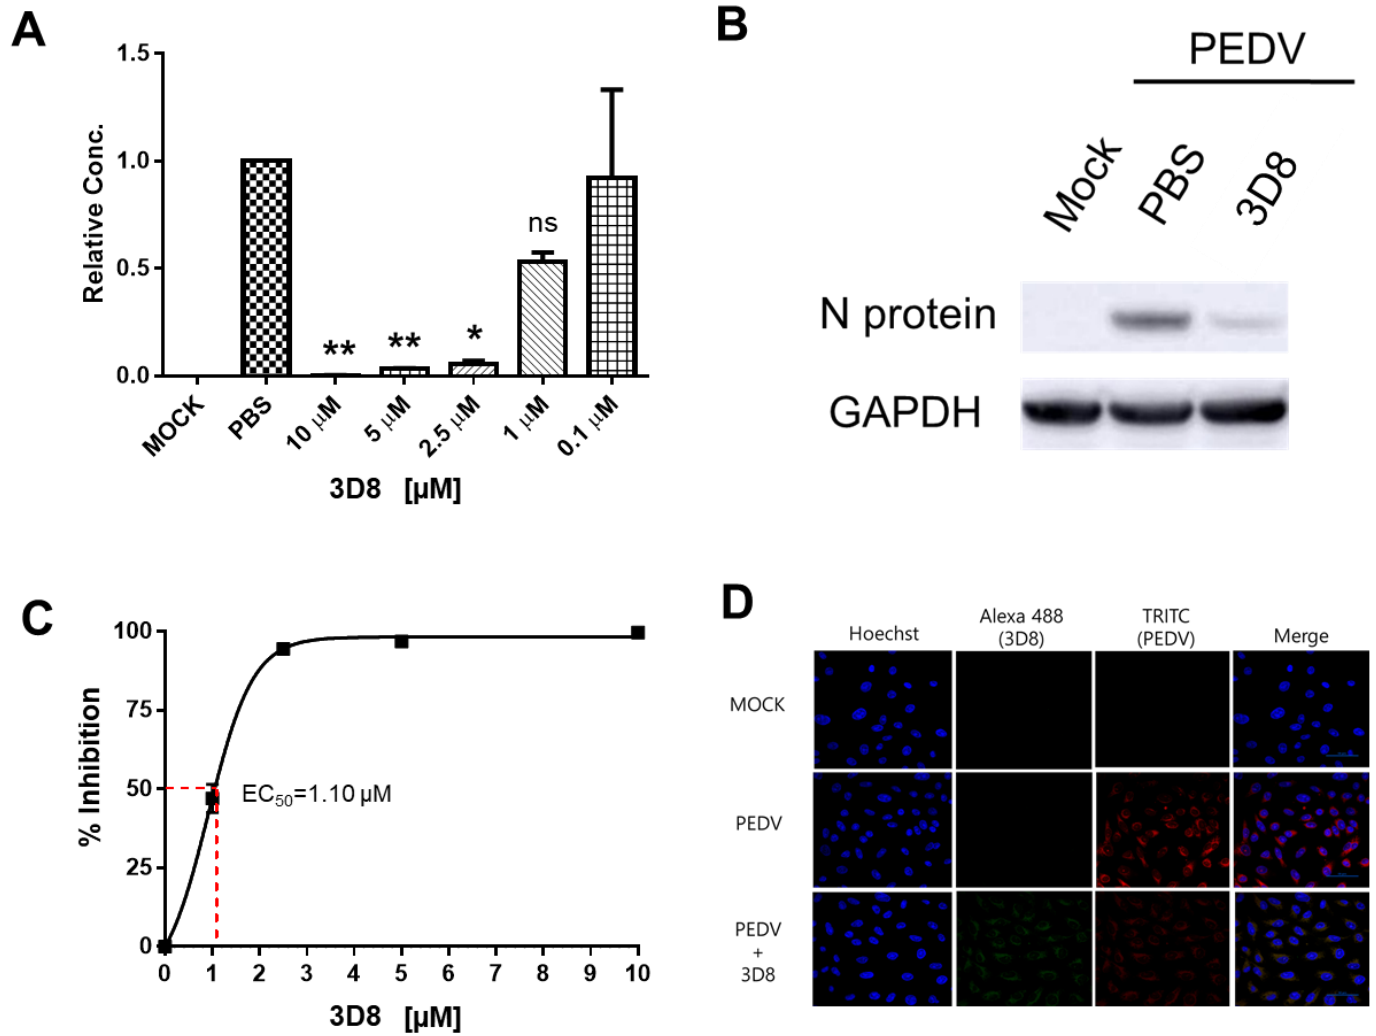 A
1.5
1.0
0.5
0.0
Relative Conc.
**
**
*
ns
MOCK
PBS
10 µM
5 µM
2.5 µM
1 µM
0.1 µM
3D8 [µM]
B
PEDV
Mock
PBS
3D8
N protein
GAPDH
C
100
75
50
25
0
% Inhibition
EC50=1.10 µM
0 1 2 3 4 5 6 7 8 9 10
3D8 [µM]
D
Hoechst
Alexa 488
(3D8)
TRITC
(PEDV)
Merge
MOCK
PEDV
PEDV
+
3D8